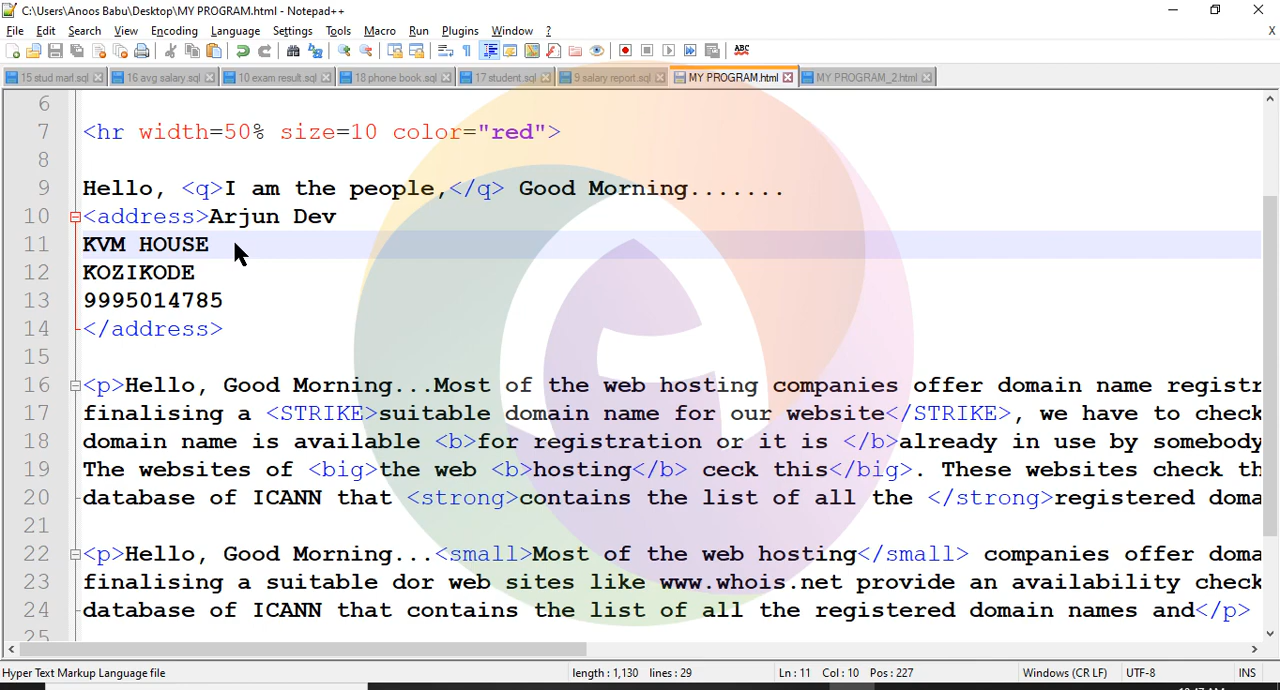 C:\Users\Anoos Babu\Desktop\MY PROGRAM.html - Notepad++
File Edit Search View Encoding Language Settings Tools Macro Run Plugins Window ? X
ABC
15 stud marl.sql 16 avg salary.sql 10 exam result.sql 18 phone book.sql 17 student.sql 9 salary report.sql MY PROGRAM.html MY PROGRAM_2.html
6
7 <hr width=50% size=10 color="red">
8
9 Hello, <q>I am the people,</q> Good Morning.......
10 <address>Arjun Dev
11 KVM HOUSE
12 KOZIKODE
13 9995014785
14 </address>
15
16 <p>Hello, Good Morning...Most of the web hosting companies offer domain name registr
17 finalising a <STRIKE>suitable domain name for our website</STRIKE>, we have to check
18 domain name is available <b>for registration or it is </b>already in use by somebody
19 The websites of <big>the web <b>hosting</b> ceck this</big>. These websites check th
20 database of ICANN that <strong>contains the list of all the </strong>registered doma
21
22 <p>Hello, Good Morning...<small>Most of the web hosting</small> companies offer doma
23 finalising a suitable dor web sites like www.whois.net provide an availability check
24 database of ICANN that contains the list of all the registered domain names and</p>
25
Hyper Text Markup Language file length : 1,130 lines : 29 Ln : 11 Col : 10 Pos : 227 Windows (CR LF) UTF-8 INS